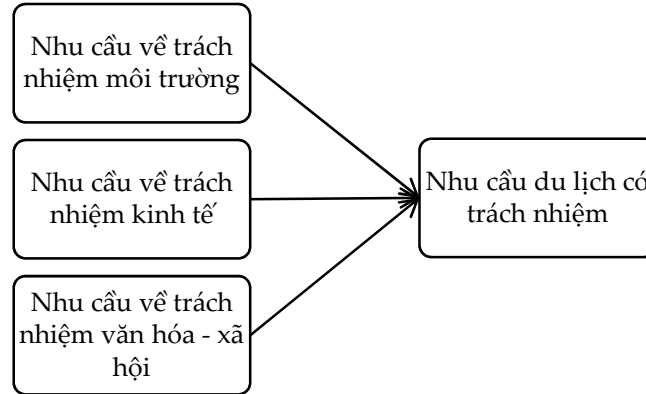 Nhu cầu về trách
nhiệm môi trường
Nhu cầu về trách
nhiệm kinh tế
Nhu cầu về trách
nhiệm văn hóa - xã
hội
Nhu cầu du lịch có
trách nhiệm